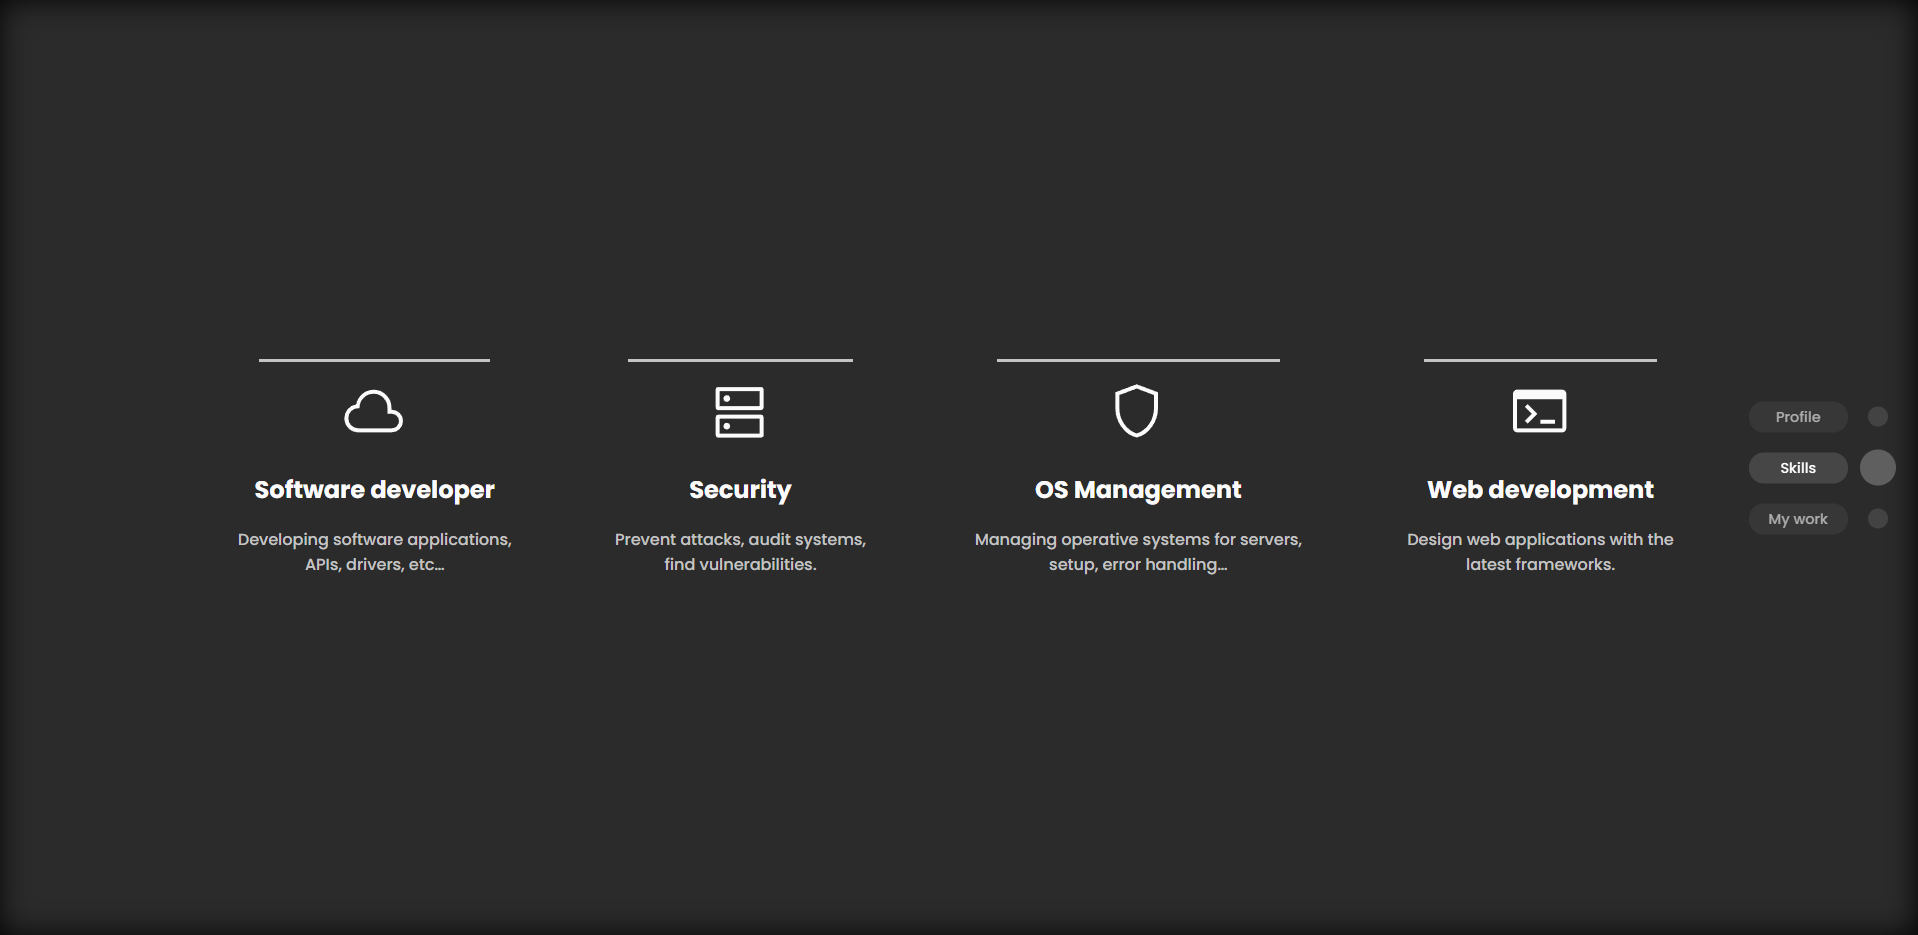 Software developer
Developing software applications,
APIs, drivers, etc...
Security
Prevent attacks, audit systems,
find vulnerabilities.
OS Management
Managing operative systems for servers,
setup, error handling...
Web development
Design web applications with the
latest frameworks.
Profile
Skills
My work